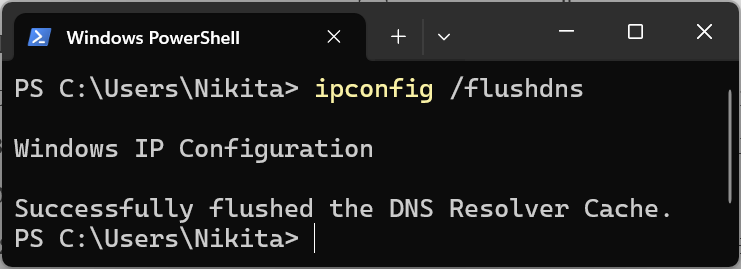 Windows PowerShell
PS C:\Users\Nikita> ipconfig /flushdns
Windows IP Configuration
Successfully flushed the DNS Resolver Cache.
PS C:\Users\Nikita>